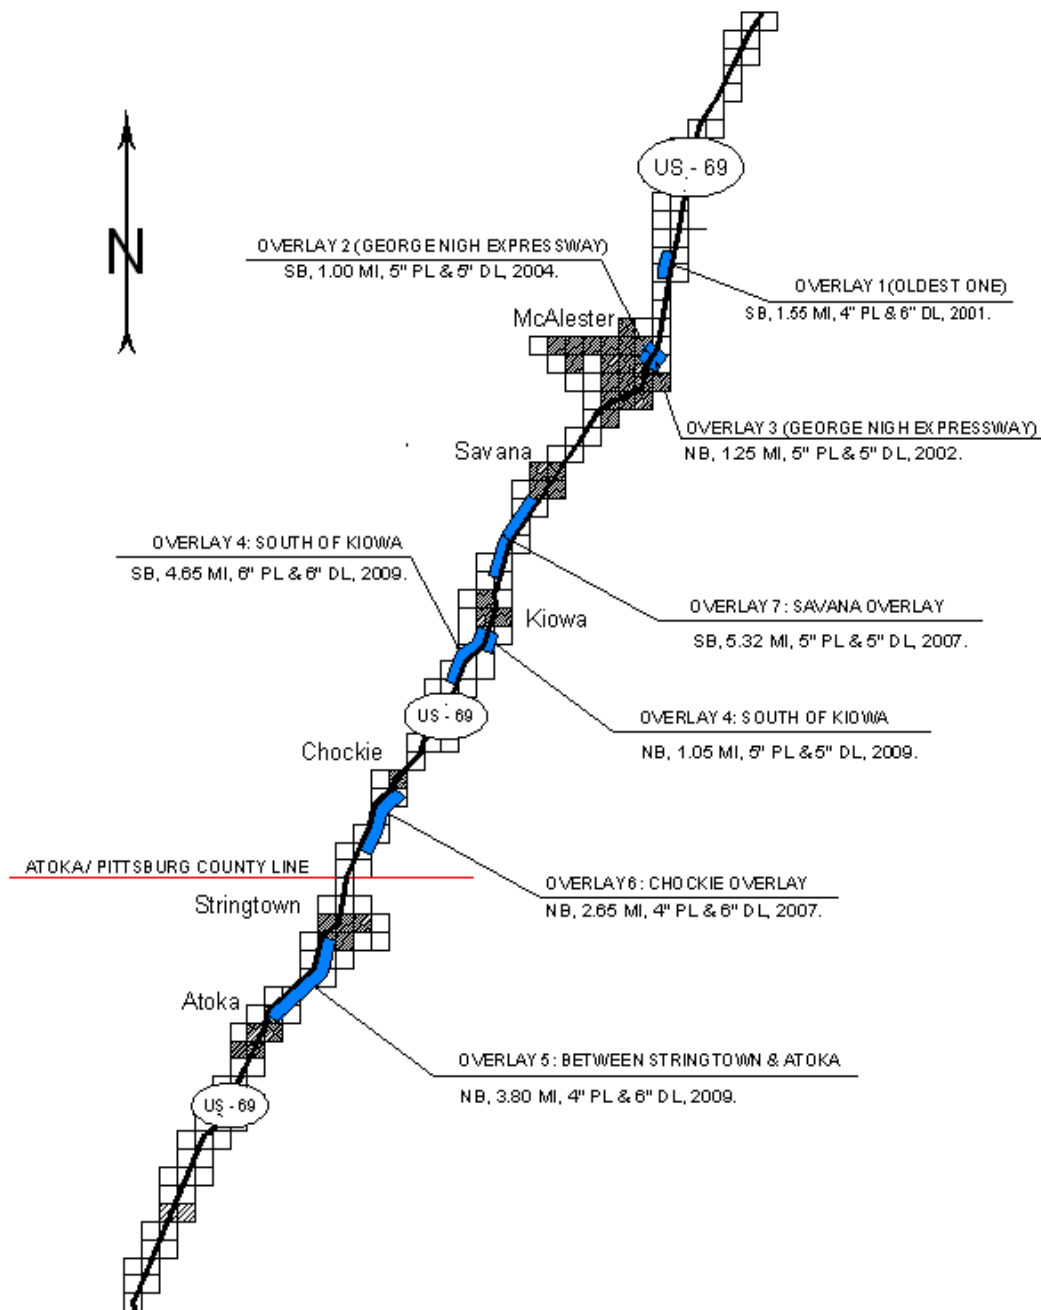 US - 69
N
OVERLAY 2 (GEORGE NIGH EXPRESSWAY)
SB, 1.00 MI, 5" PL & 5" DL, 2004.
OVERLAY 1 (OLDEST ONE)
SB, 1.55 MI, 4" PL & 6" DL, 2001.
McAlester
OVERLAY 3 (GEORGE NIGH EXPRESSWAY)
NB, 1.25 MI, 5" PL & 5" DL, 2002.
Savana
OVERLAY 4: SOUTH OF KIOWA
SB, 4.65 MI, 6" PL & 6" DL, 2009.
OVERLAY 7: SAVANA OVERLAY
SB, 5.32 MI, 5" PL & 5" DL, 2007.
Kiowa
US - 69
OVERLAY 4: SOUTH OF KIOWA
NB, 1.05 MI, 5" PL & 5" DL, 2009.
Chockie
ATOKA/ PITTSBURG COUNTY LINE
OVERLAY 6: CHOCKIE OVERLAY
NB, 2.65 MI, 4" PL & 6" DL, 2007.
Stringtown
Atoka
OVERLAY 5: BETWEEN STRINGTOWN & ATOKA
NB, 3.80 MI, 4" PL & 6" DL, 2009.
US - 69